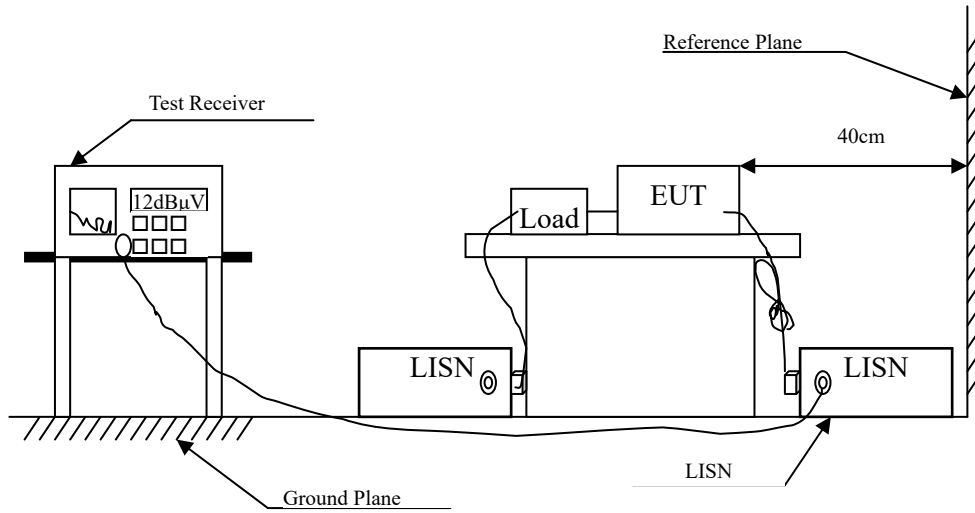 Reference Plane
Test Receiver
40cm
12dBµV
EUT
Load
LISN
LISN
LISN
Ground Plane